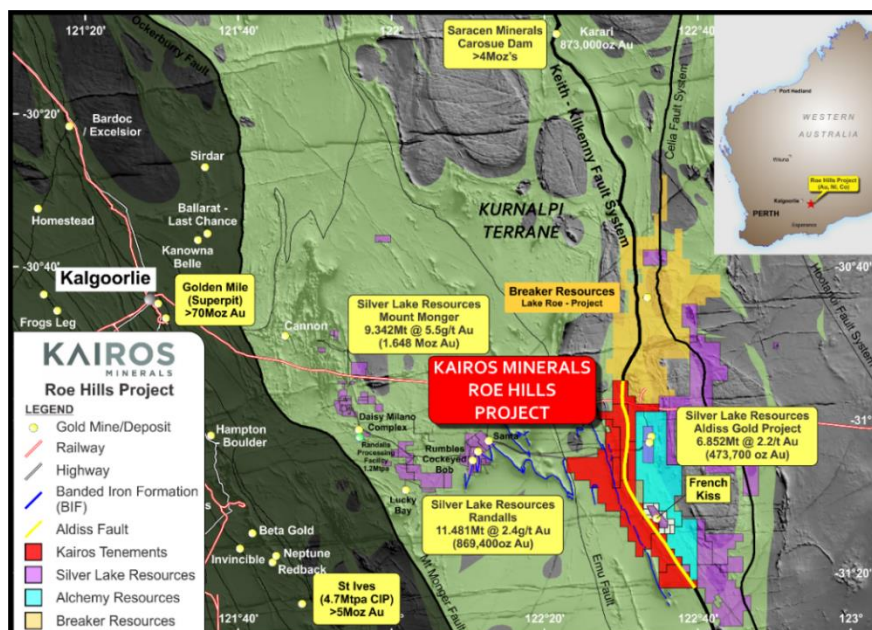 121°20'
122°
Saracen Minerals
Carosue Dam
>4Moz's
Karari
873,000oz Au
122°40'
Ockerburry Fault
Keith - Kilkenny Fault System
Cella Fault System
-30°20'
Bardoc
/ Excelsior
Sirdar
Port Hedland
WESTERN
AUSTRALIA
Wiluna
Roe Hills Project
(Au, Ni, Co)
Kalgoorlie
PERTH
Esperance
Homestead
Ballarat -
Last Chance
Kanowna
Belle
KURNALPI
TERRANE
-30°40'
Kalgoorlie
Golden Mile
(Superpit)
>70Moz Au
Frogs Leg
Breaker Resources
Lake Roe - Project
Silver Lake Resources
Mount Monger
9.342Mt @ 5.5g/t Au
(1.648 Moz Au)
Cannon
KAIROS MINERALS
ROE HILLS
PROJECT
Silver Lake Resources
Aldiss Gold Project
6.852Mt @ 2.2/t Au
(473,700 oz Au)
-31°
Daisy Milano
Complex
Randalls
Processing
Facility
1.2Mtpa
Santa
Rumbles
Cockeyed
Bob
Lucky
Bay
French
Kiss
Silver Lake Resources
Randalls
11.481Mt @ 2.4g/t Au
(869,400oz Au)
Hampton
Boulder
Beta Gold
Invincible
Neptune
Redback
St Ives
(4.7Mtpa CIP)
>5Moz Au
Mt Monger Fault
Emu Fault
-31°20'
121°40'
122°20'
123°
KAIROS
MINERALS
Roe Hills Project
LEGEND
Gold Mine/Deposit
Railway
Highway
Banded Iron Formation
(BIF)
Aldiss Fault
Kairos Tenements
Silver Lake Resources
Alchemy Resources
Breaker Resources